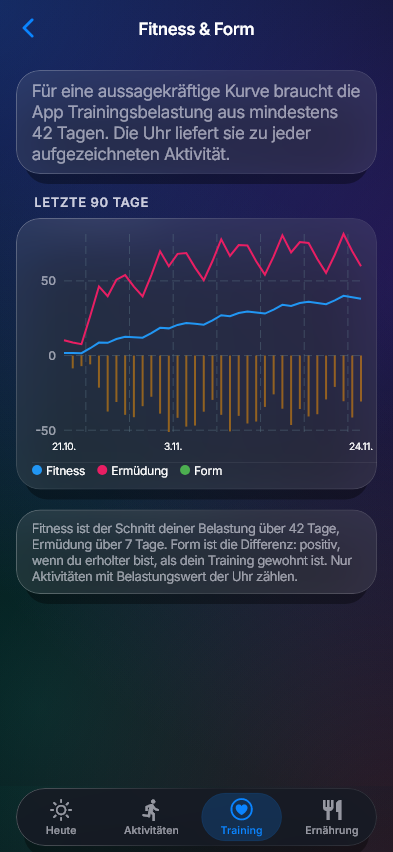 Fitness & Form
Für eine aussagekräftige Kurve braucht die
App Trainingsbelastung aus mindestens
42 Tagen. Die Uhr liefert sie zu jeder
aufgezeichneten Aktivität.
LETZTE 90 TAGE
50
0
-50
21.10.
3.11.
24.11.
Fitness
Ermüdung
Form
Fitness ist der Schnitt deiner Belastung über 42 Tage,
Ermüdung über 7 Tage. Form ist die Differenz: positiv,
wenn du erholter bist, als dein Training gewohnt ist. Nur
Aktivitäten mit Belastungswert der Uhr zählen.
Heute
Aktivitäten
Training
Ernährung